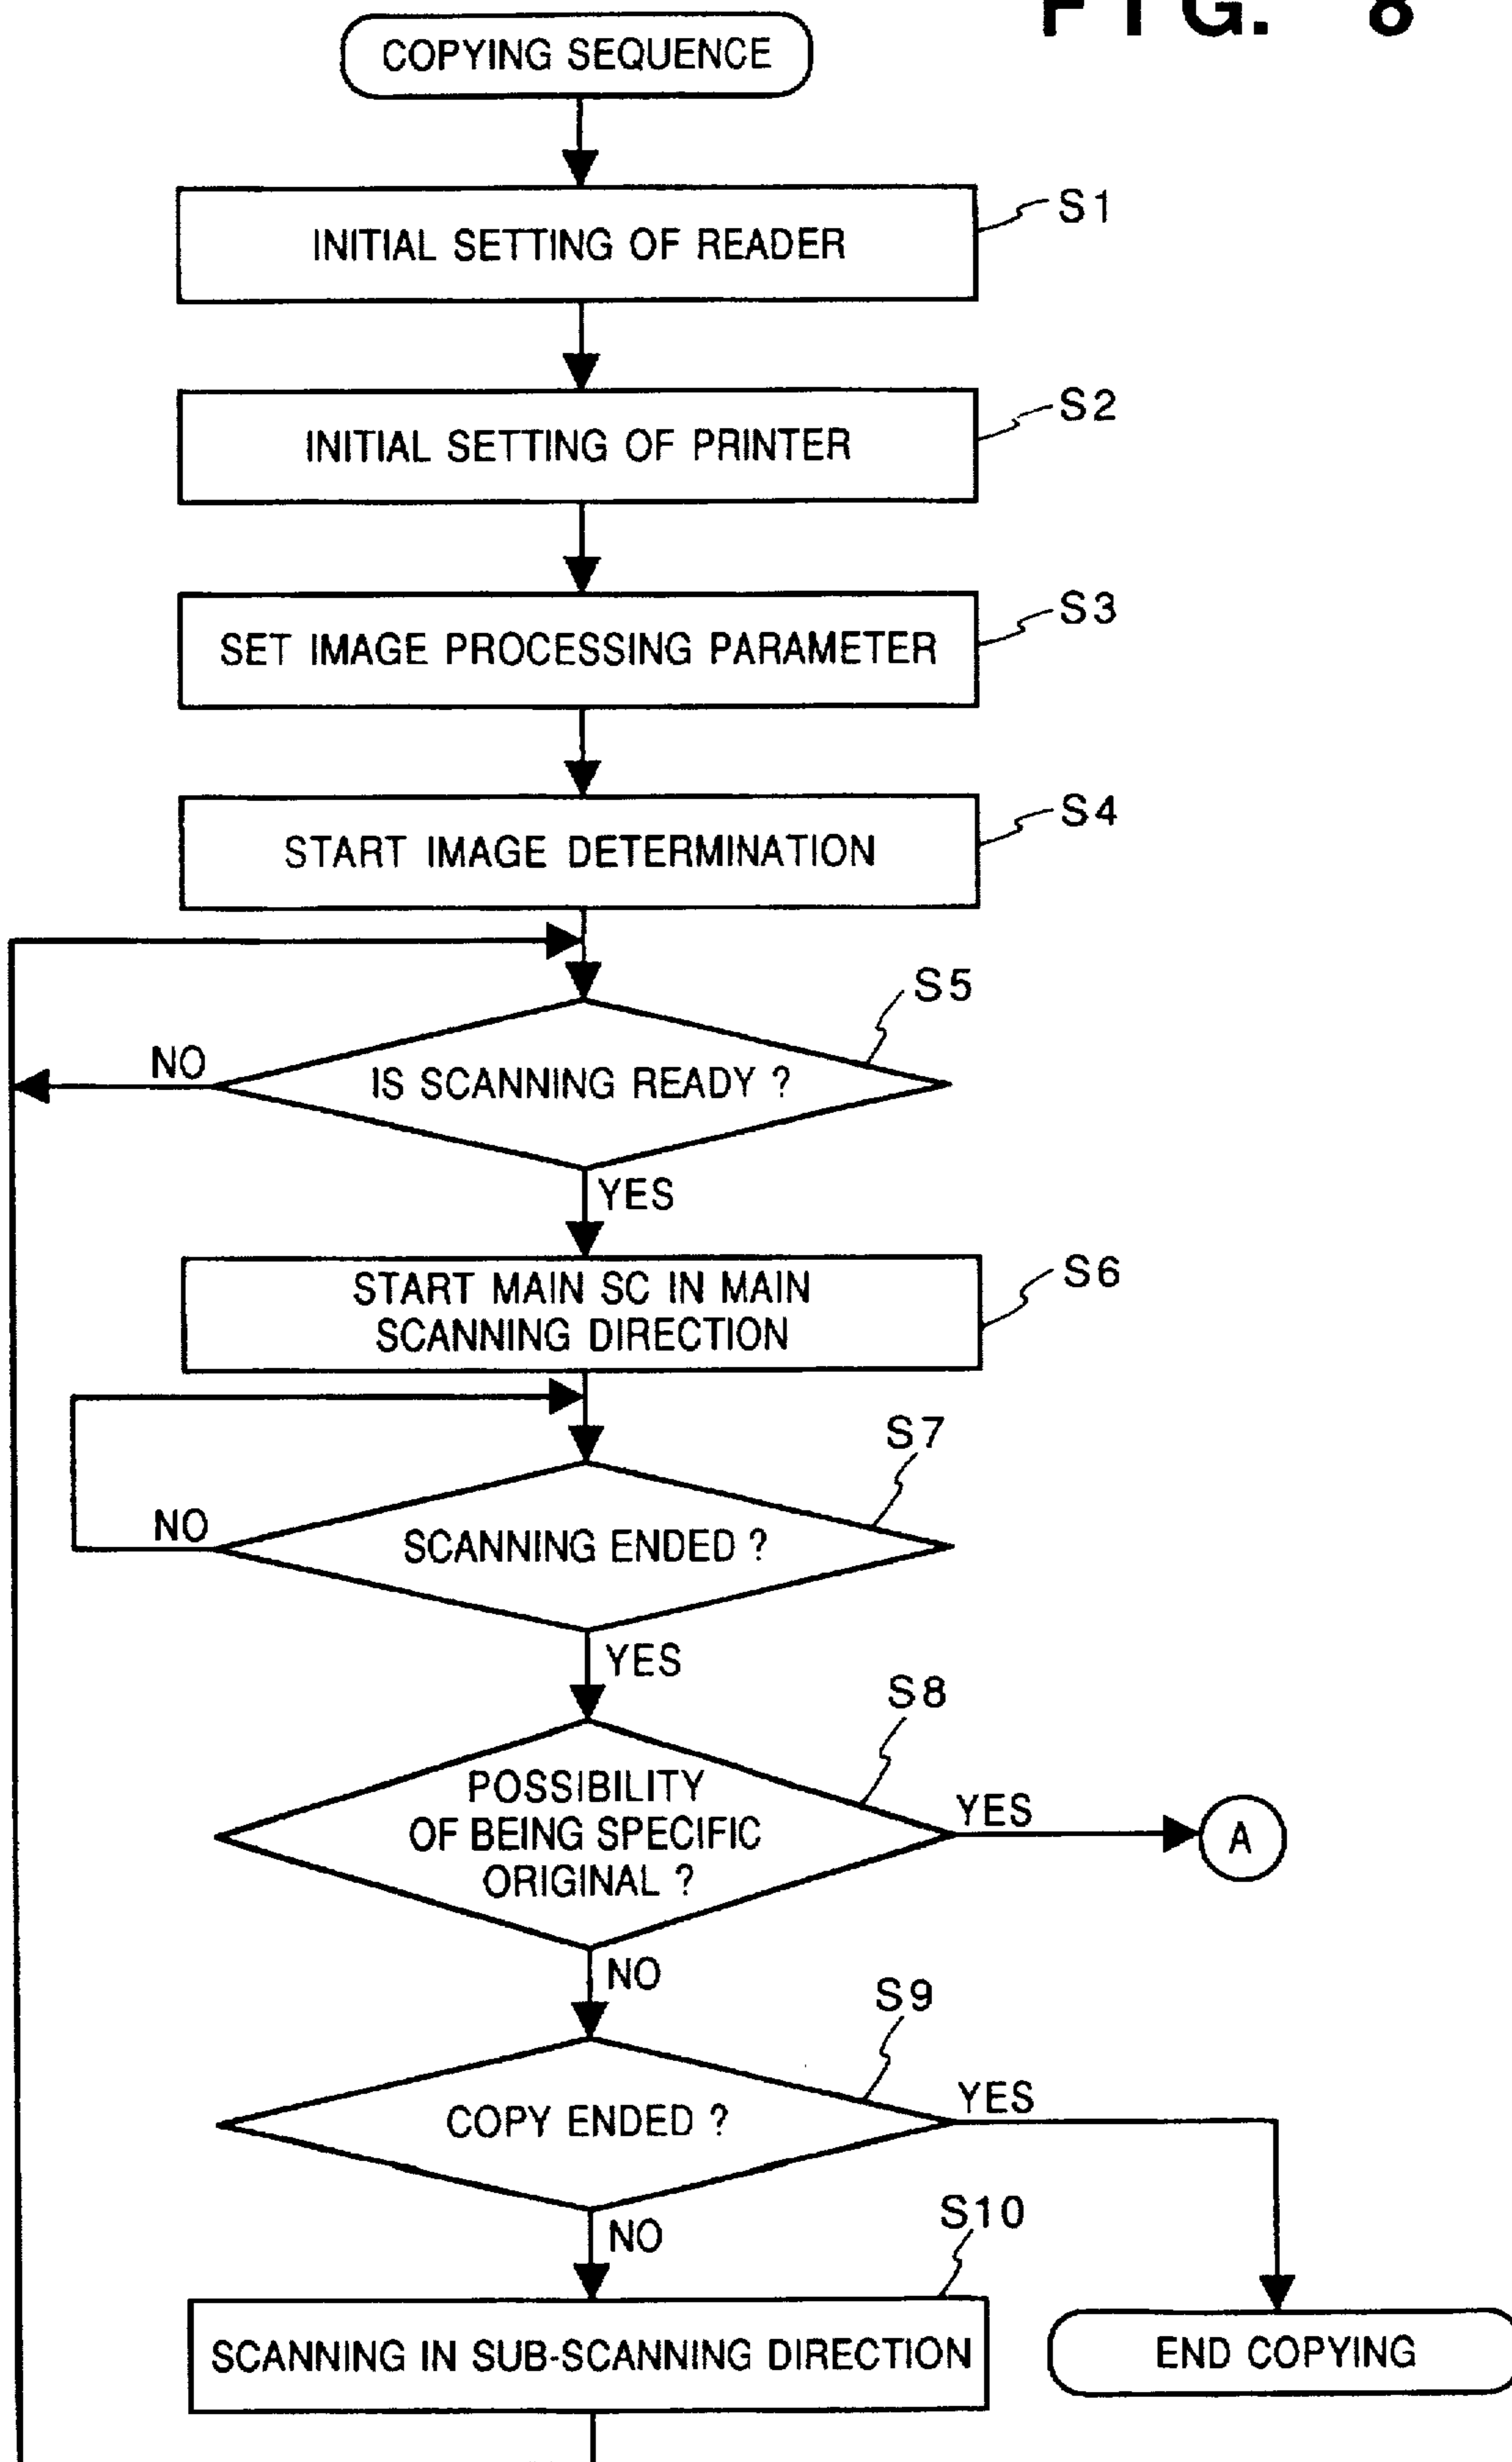 FIG. 8
COPYING SEQUENCE
INITIAL SETTING OF READER
S1
INITIAL SETTING OF PRINTER
S2
SET IMAGE PROCESSING PARAMETER
S3
START IMAGE DETERMINATION
S4
S5
NO
IS SCANNING READY ?
YES
START MAIN SC IN MAIN
SCANNING DIRECTION
S6
S7
NO
SCANNING ENDED ?
YES
S8
POSSIBILITY
OF BEING SPECIFIC
ORIGINAL ?
YES
A
NO
S9
COPY ENDED ?
YES
NO
S10
SCANNING IN SUB-SCANNING DIRECTION
END COPYING